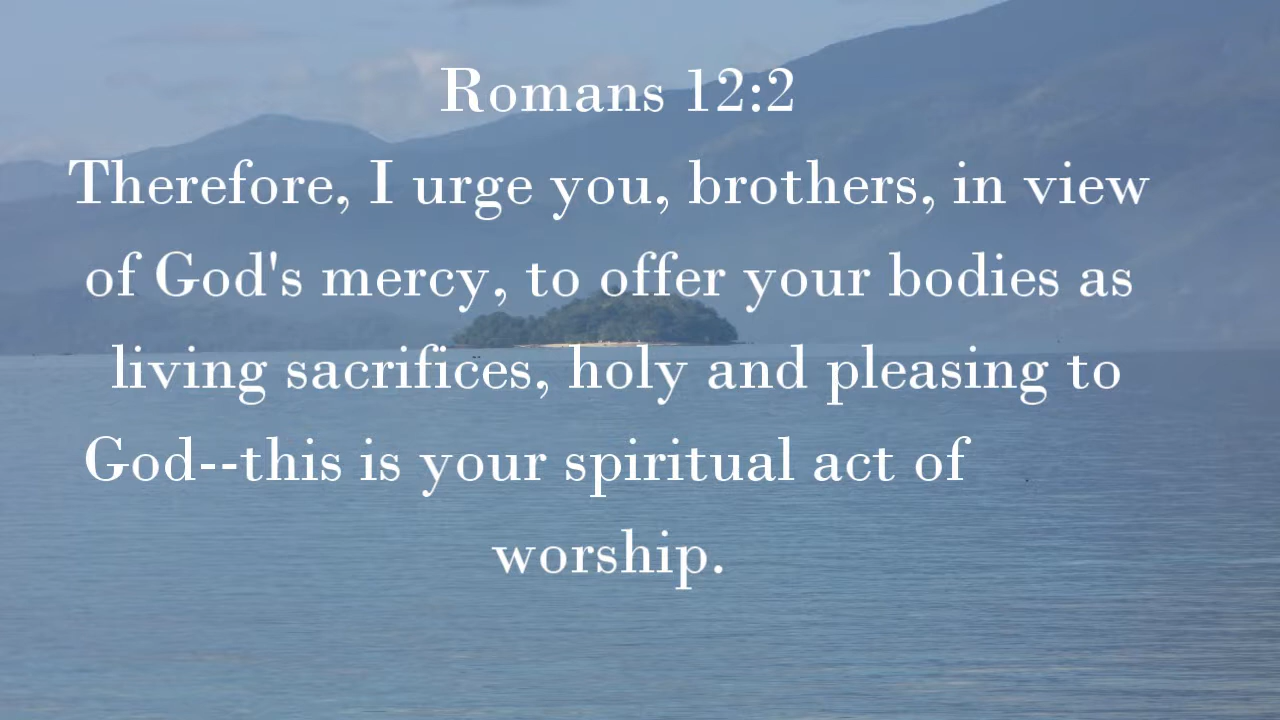 Romans 12:2
Therefore, I urge you, brothers, in view
of God's mercy, to offer your bodies as
living sacrifices, holy and pleasing to
God--this is your spiritual act of
worship.